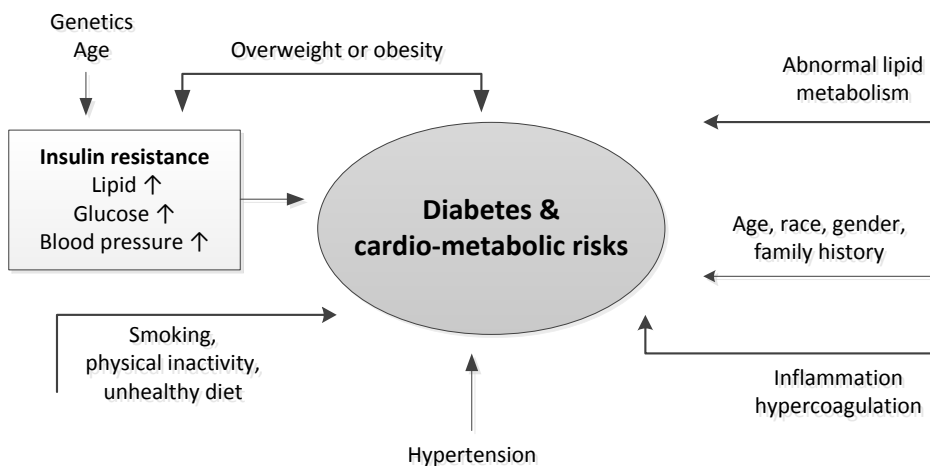 Genetics
Age
Overweight or obesity
Abnormal lipid
metabolism
Insulin resistance
Lipid ↑
Glucose ↑
Blood pressure ↑
Diabetes &
cardio-metabolic risks
Age, race, gender,
family history
Smoking,
physical inactivity,
unhealthy diet
Inflammation
hypercoagulation
Hypertension